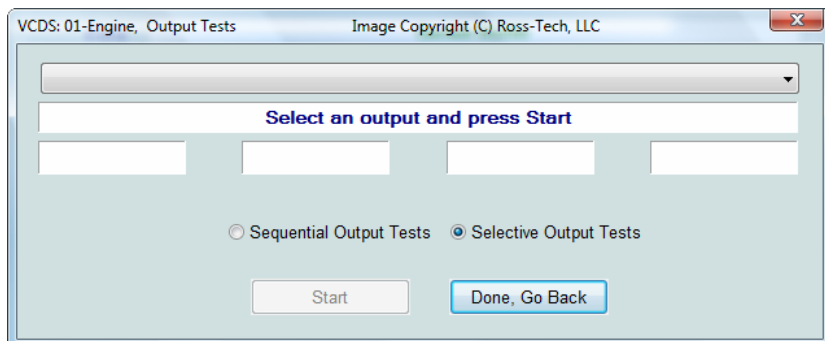 VCDS: 01-Engine, Output Tests Image Copyright (C) Ross-Tech, LLC
Select an output and press Start
Sequential Output Tests Selective Output Tests
Start Done, Go Back